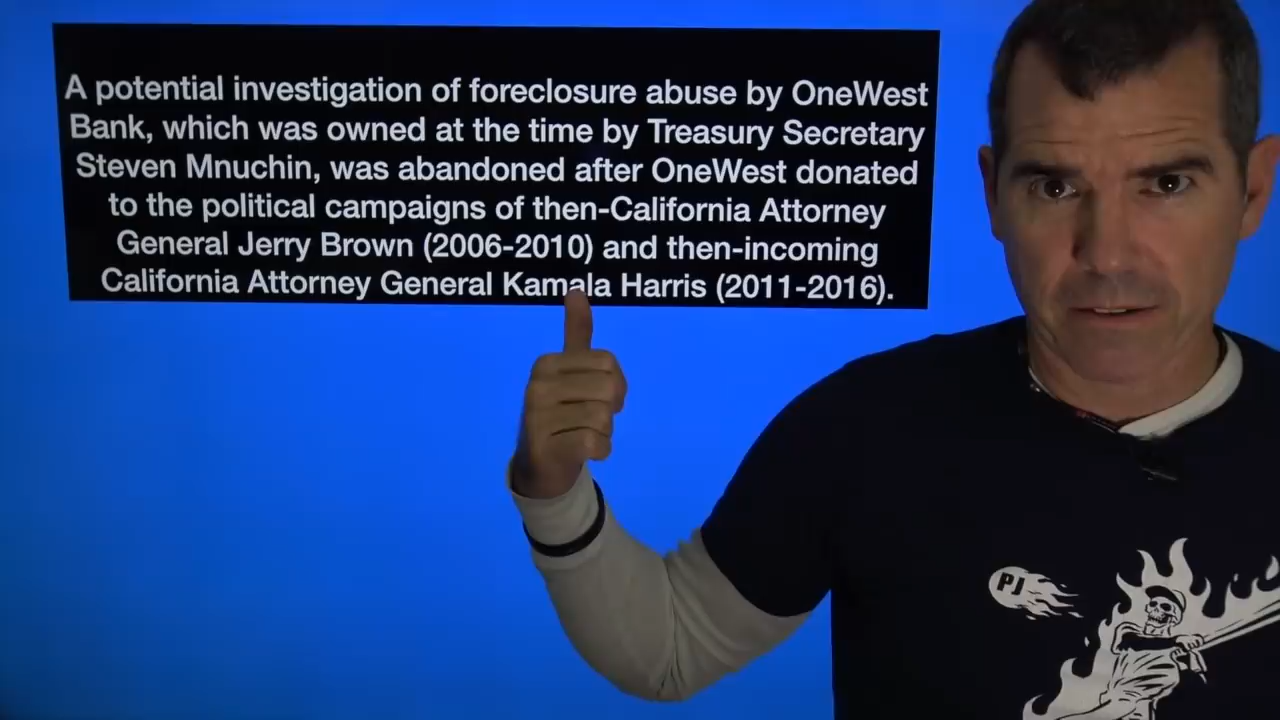 A potential investigation of foreclosure abuse by OneWest
Bank, which was owned at the time by Treasury Secretary
Steven Mnuchin, was abandoned after OneWest donated
to the political campaigns of then-California Attorney
General Jerry Brown (2006-2010) and then-incoming
California Attorney General Kamala Harris (2011-2016).
PJ